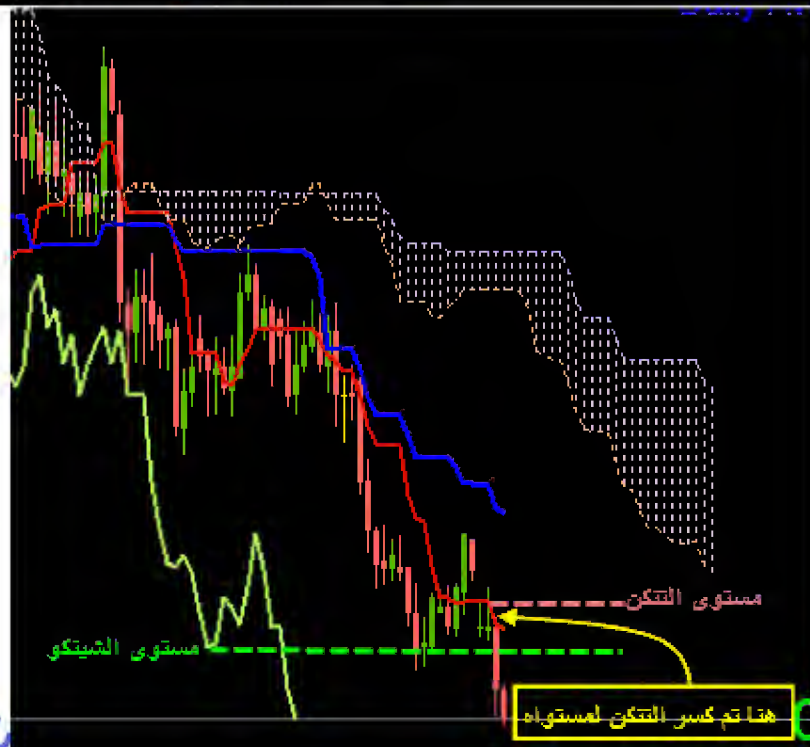 مستوى التنكن
مستوى الشيتكو
هنا تم كسر التنكن لمستواه